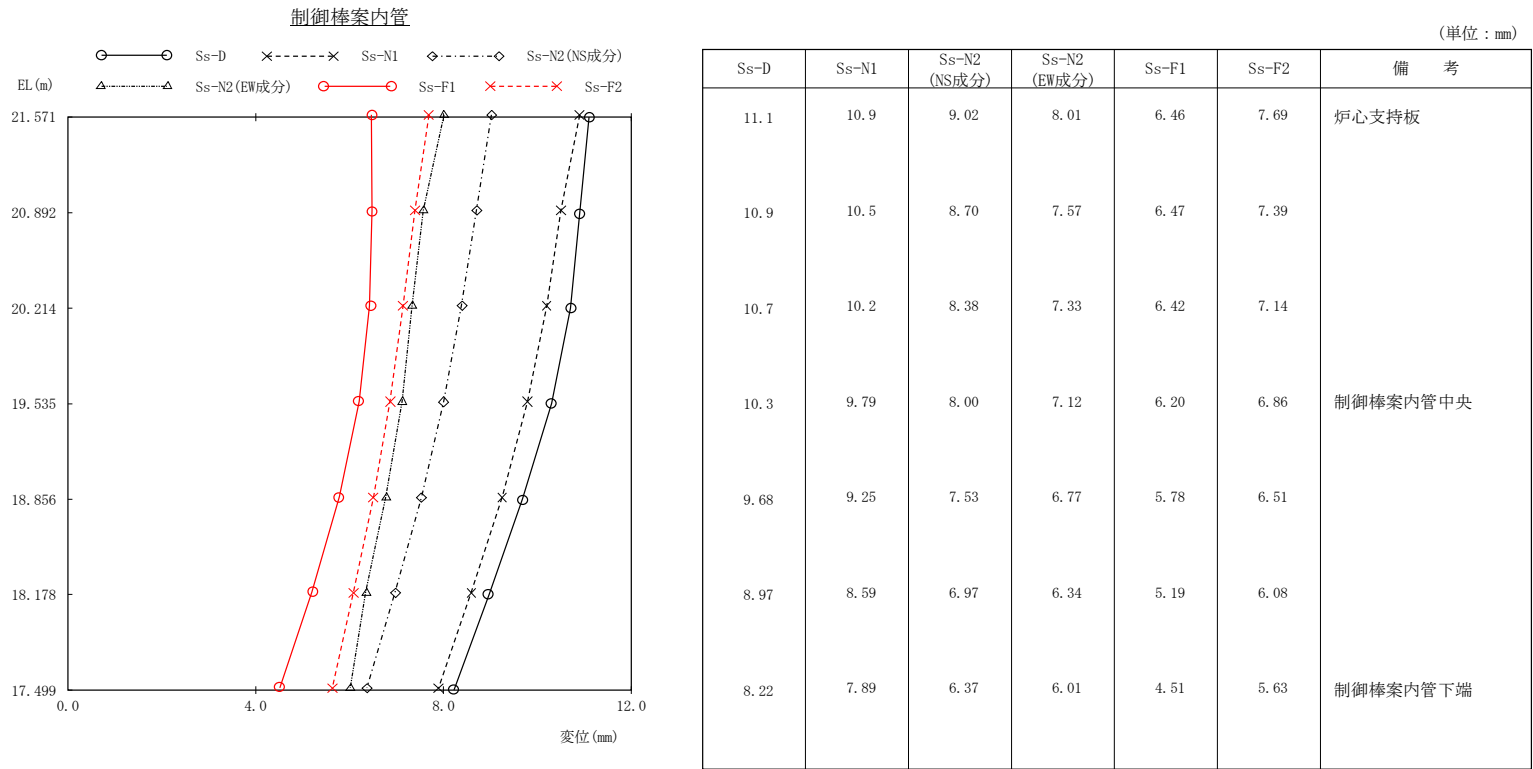 制御棒案内管
Ss-D Ss-N1 Ss-N2(NS成分)
Ss-N2(EW成分) Ss-F1 Ss-F2
EL(m)
21.571
20.892
20.214
19.535
18.856
18.178
17.499
0.0 4.0 8.0 12.0
変位(mm)
(単位：mm)
Ss-D Ss-N1 Ss-N2(NS成分) Ss-N2(EW成分) Ss-F1 Ss-F2 備 考
11.1 10.9 9.02 8.01 6.46 7.69 炉心支持板
10.9 10.5 8.70 7.57 6.47 7.39
10.7 10.2 8.38 7.33 6.42 7.14
10.3 9.79 8.00 7.12 6.20 6.86 制御棒案内管中央
9.68 9.25 7.53 6.77 5.78 6.51
8.97 8.59 6.97 6.34 5.19 6.08
8.22 7.89 6.37 6.01 4.51 5.63 制御棒案内管下端